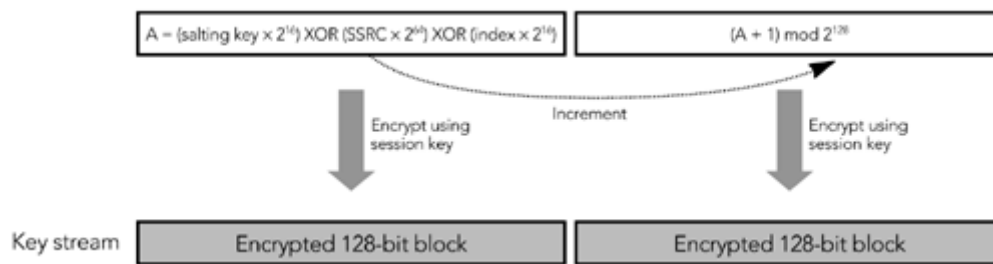 A = (salting key × 2¹⁶) XOR (SSRC × 2⁶⁴) XOR (index × 2¹⁶)
(A + 1) mod 2¹²⁸
Increment
Encrypt using
session key
Encrypt using
session key
Key stream
Encrypted 128-bit block
Encrypted 128-bit block